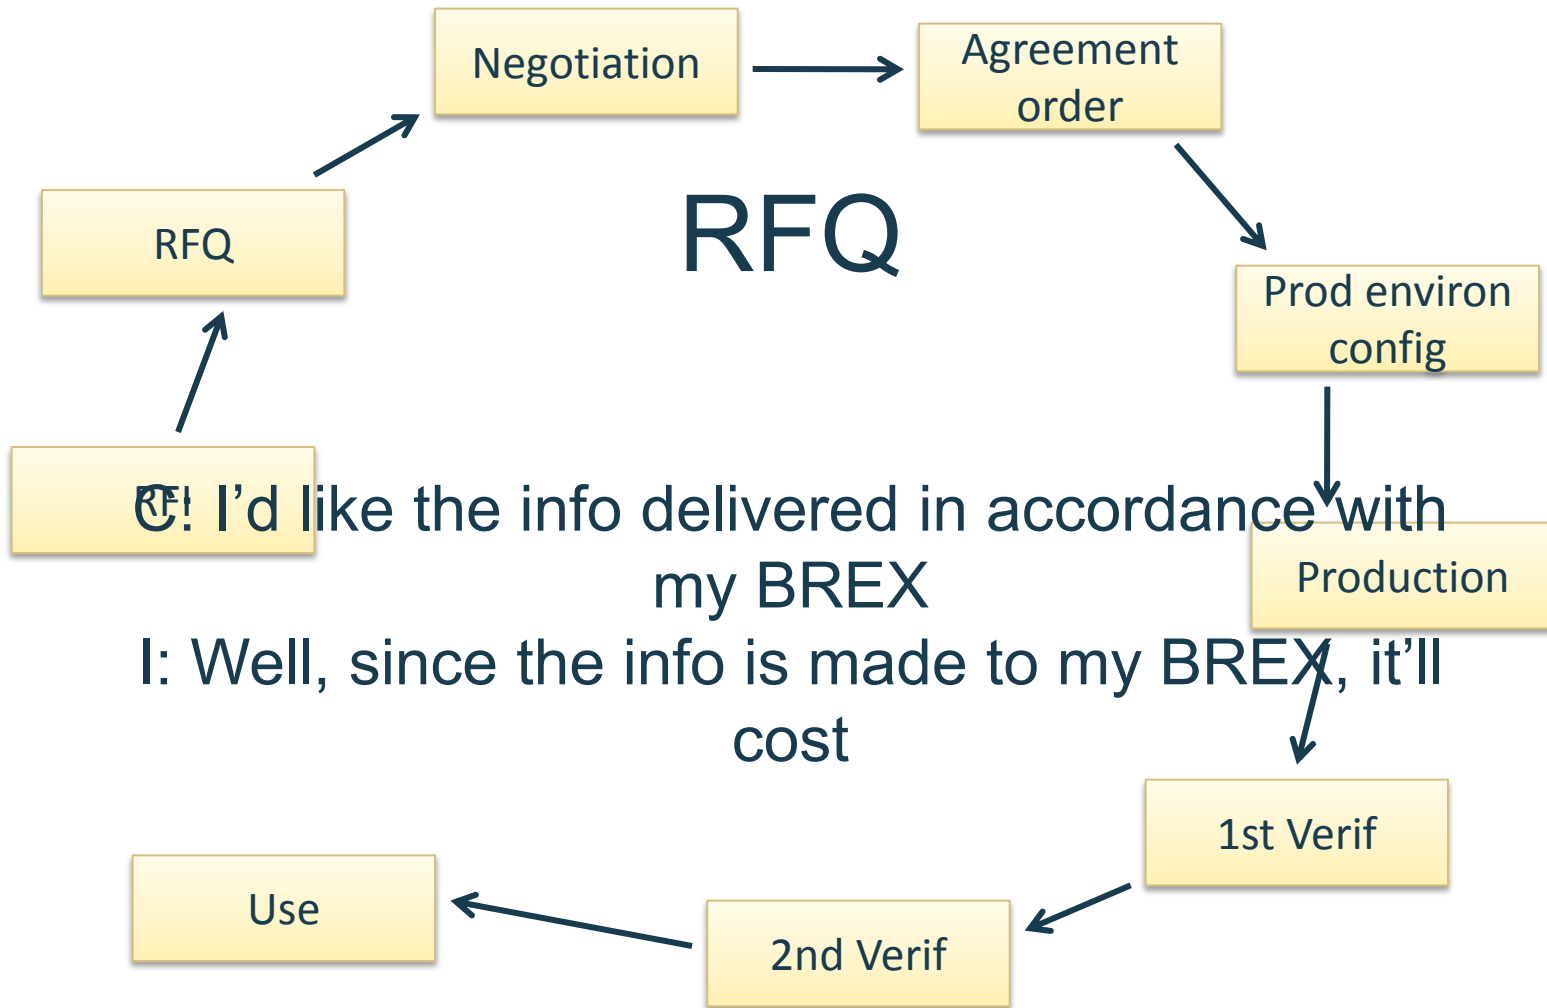 Negotiation
Agreement
order
RFQ
RFQ
Prod environ
config
RFI
C: I’d like the info delivered in accordance with
my BREX
Production
I: Well, since the info is made to my BREX, it’ll
cost
1st Verif
Use
2nd Verif